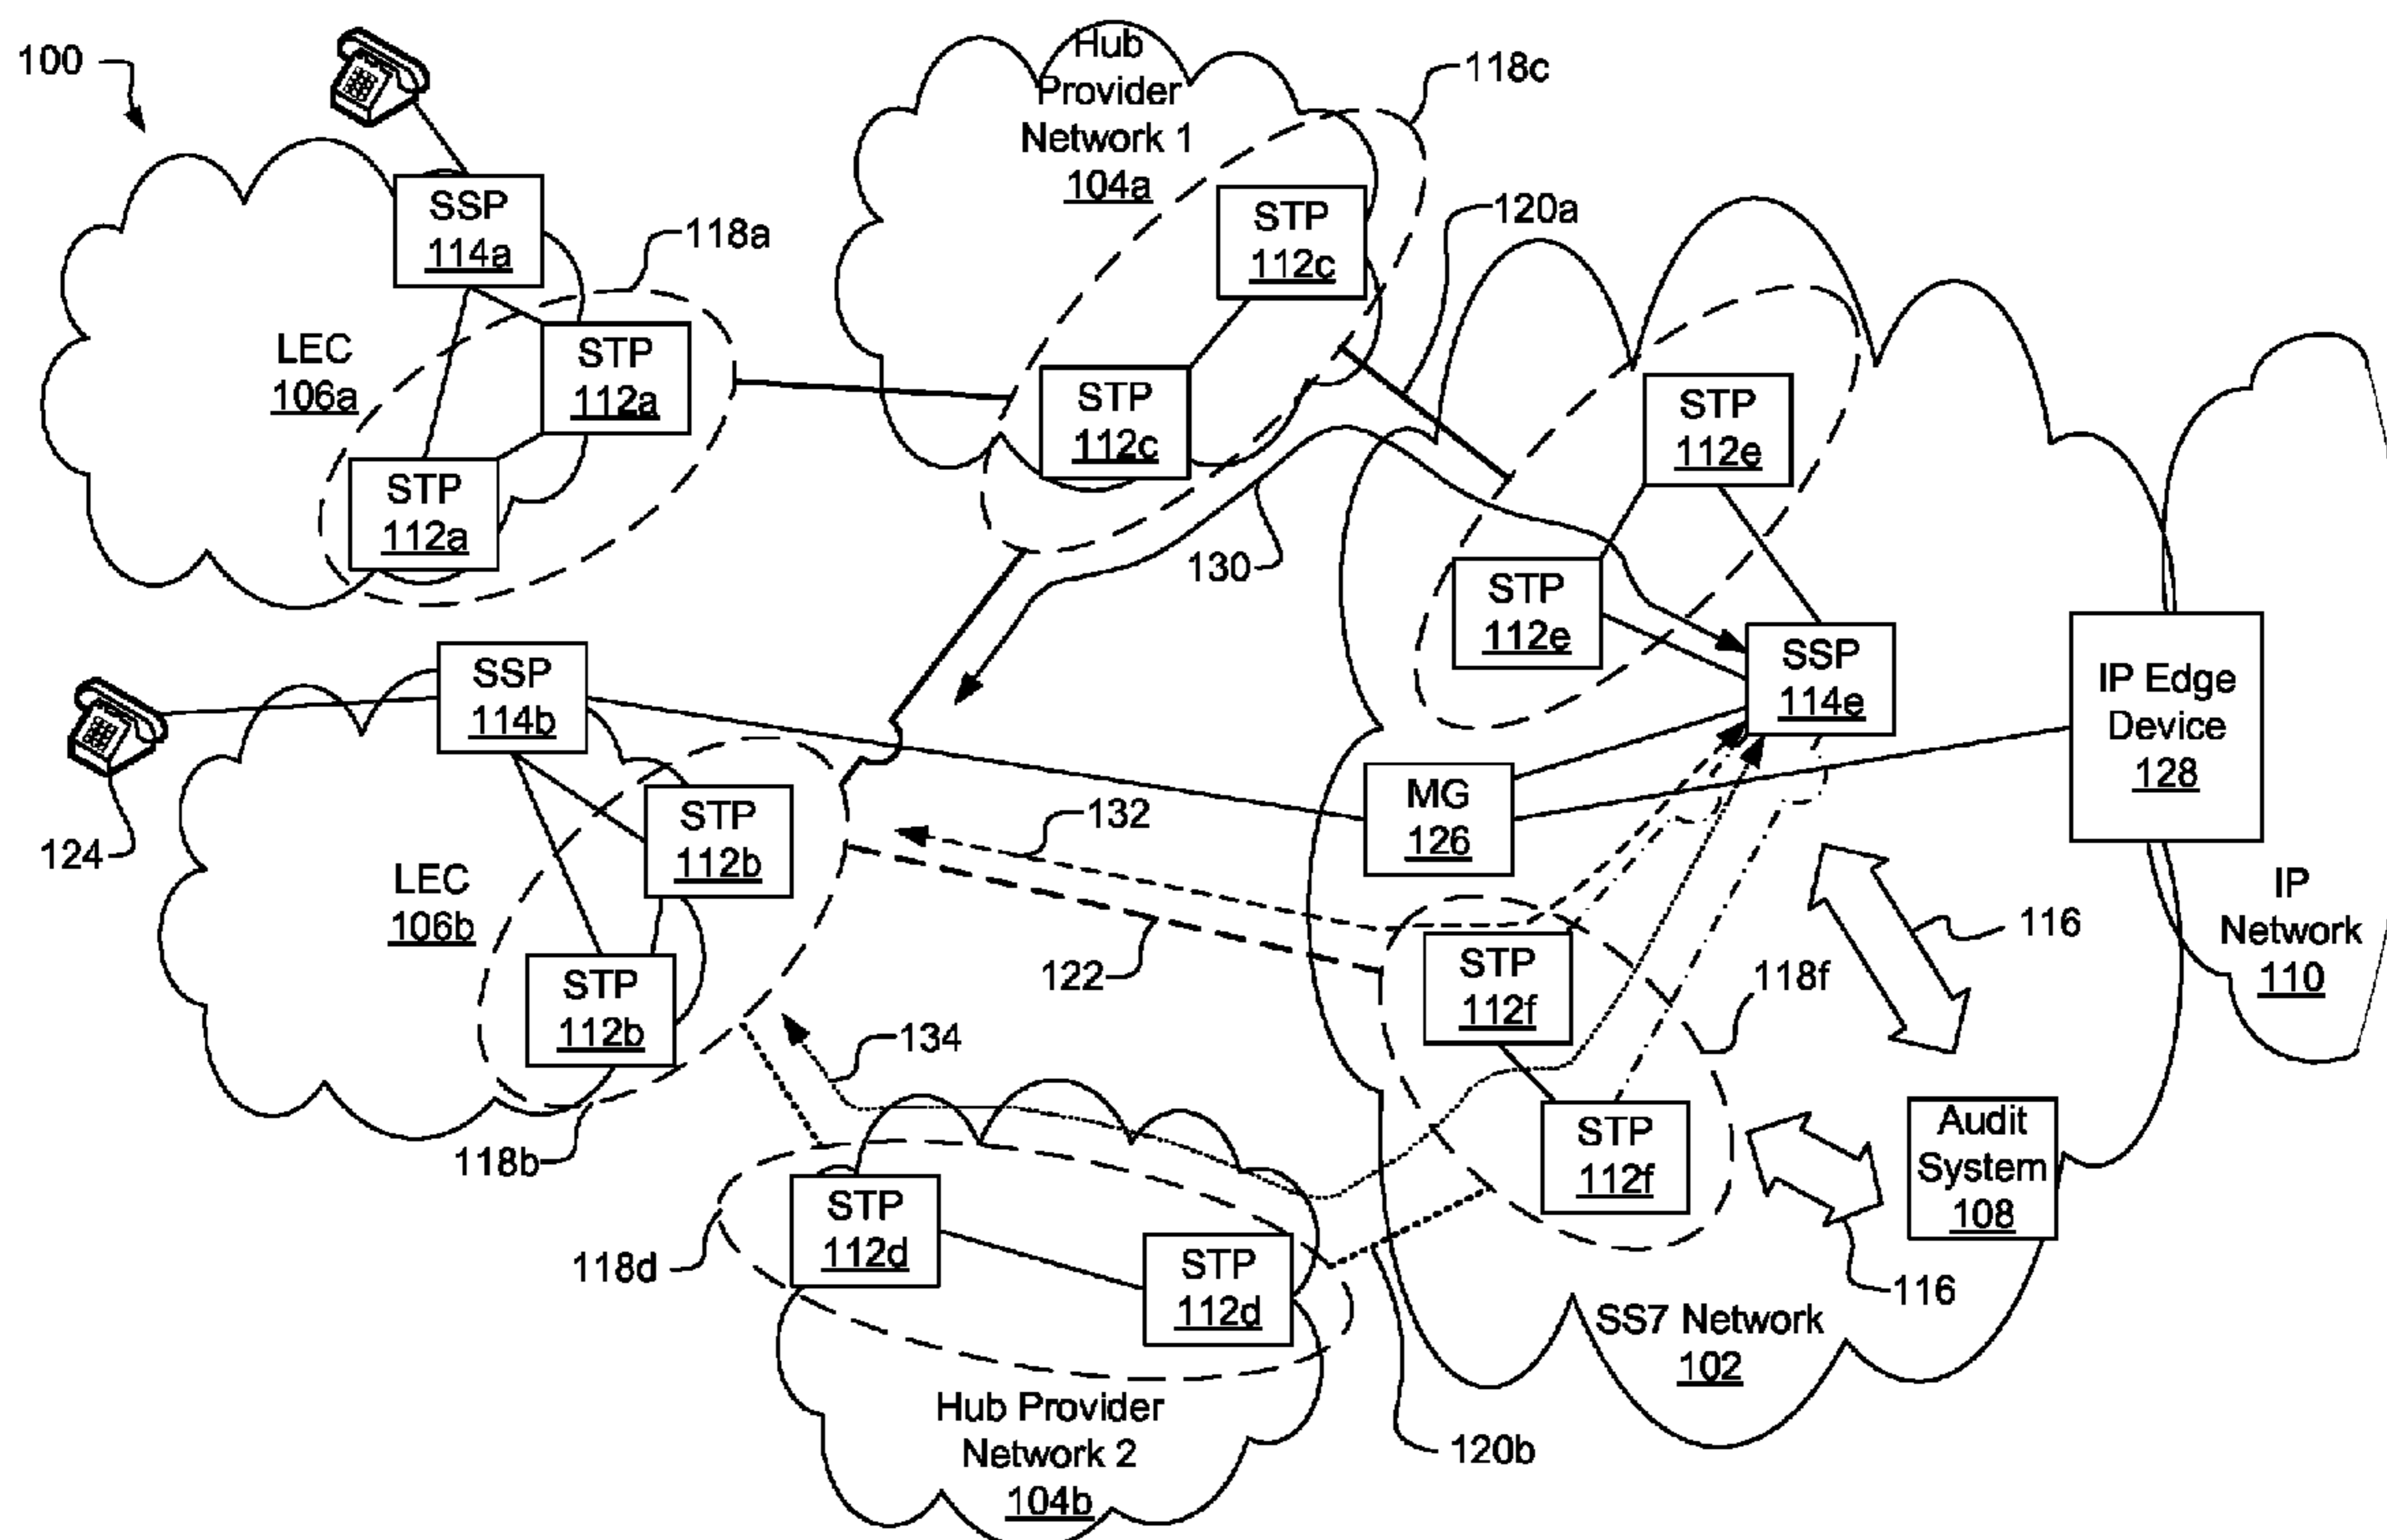 100
Hub
Provider
Network 1
104a
118c
SSP
114a
118a
STP
112c
120a
LEC
106a
STP
112a
STP
112c
STP
112e
STP
112a
130
STP
112e
SSP
114e
IP Edge
Device
128
SSP
114b
124
STP
112b
132
MG
126
LEC
106b
122
116
IP
Network
110
STP
112b
134
STP
112f
118f
118b
STP
112f
Audit
System
108
118d
STP
112d
STP
112d
116
SS7 Network
102
Hub Provider
Network 2
104b
120b